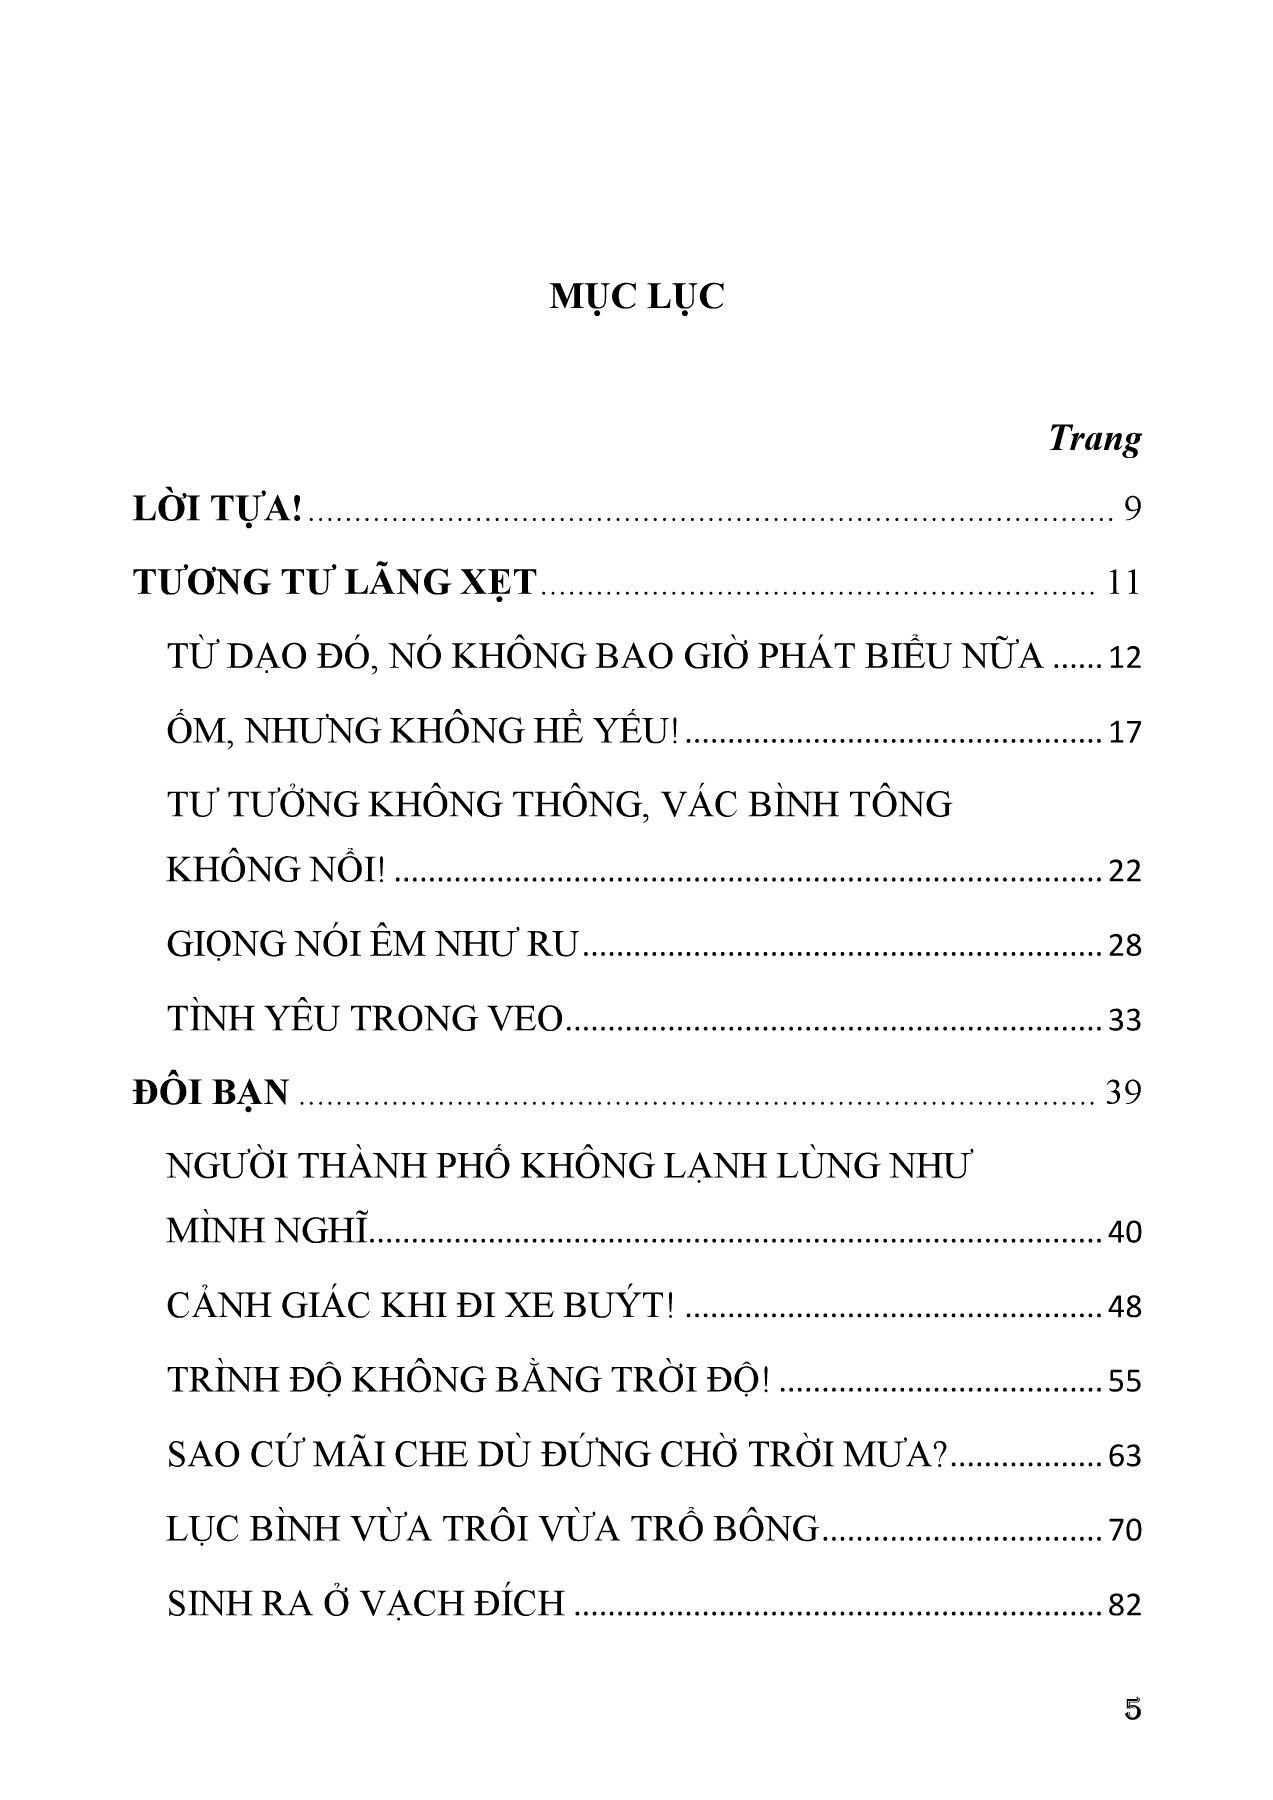 MỤC LỤC
Trang
LỜI TỰA! 9
TƯƠNG TƯ LÃNG XẸT 11
TỪ DẠO ĐÓ, NÓ KHÔNG BAO GIỜ PHÁT BIỂU NỮA 12
ỐM, NHƯNG KHÔNG HỀ YẾU! 17
TƯ TƯỞNG KHÔNG THÔNG, VÁC BÌNH TÔNG
KHÔNG NỔI! 22
GIỌNG NÓI ÊM NHƯ RU 28
TÌNH YÊU TRONG VEO 33
ĐÔI BẠN 39
NGƯỜI THÀNH PHỐ KHÔNG LẠNH LÙNG NHƯ
MÌNH NGHĨ 40
CẢNH GIÁC KHI ĐI XE BUÝT! 48
TRÌNH ĐỘ KHÔNG BẰNG TRỜI ĐỘ! 55
SAO CỨ MÃI CHE DÙ ĐỨNG CHỜ TRỜI MƯA? 63
LỤC BÌNH VỪA TRÔI VỪA TRỔ BÔNG 70
SINH RA Ở VẠCH ĐÍCH 82
5